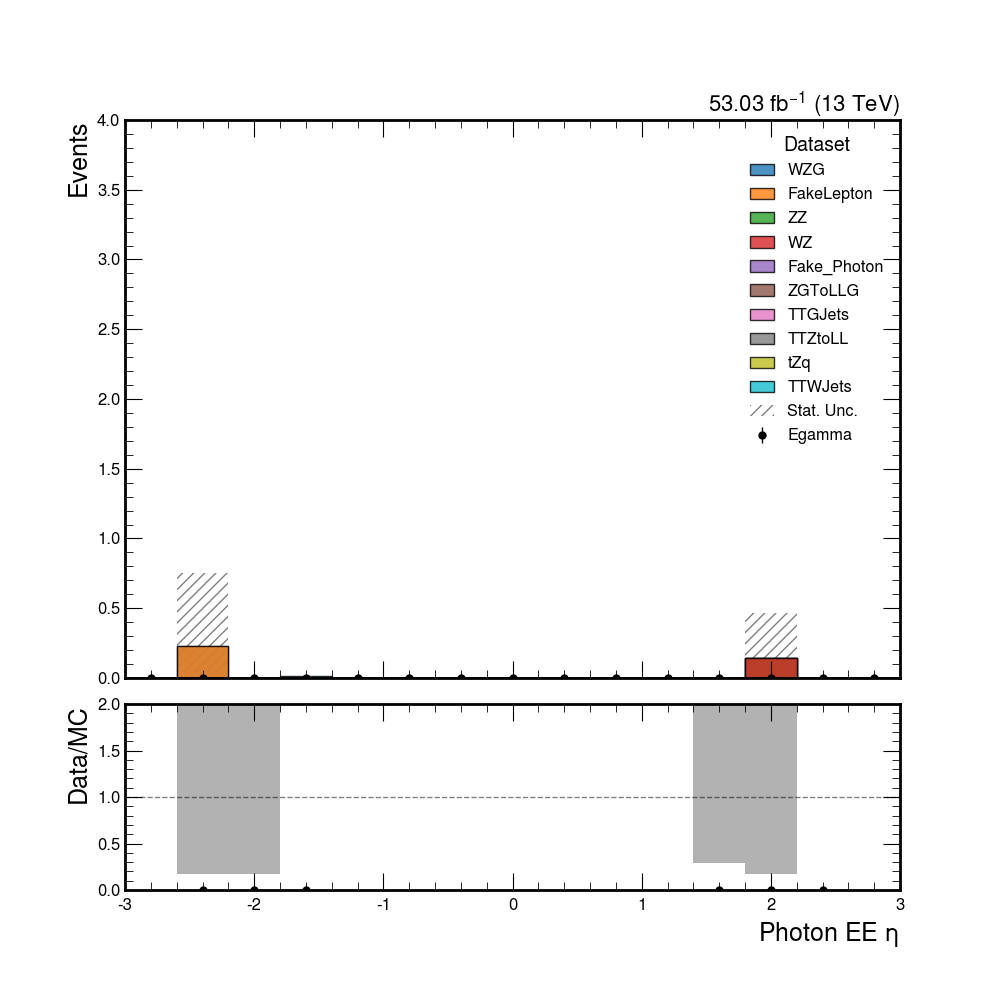 53.03 fb⁻¹ (13 TeV)
Events
4.0
3.5
3.0
2.5
2.0
1.5
1.0
0.5
0.0
Dataset
WZG
FakeLepton
ZZ
WZ
Fake_Photon
ZGToLLG
TTGJets
TTZtoLL
tZq
TTWJets
Stat. Unc.
Egamma
Data/MC
2.0
1.5
1.0
0.5
0.0
-3 -2 -1 0 1 2 3
Photon EE η